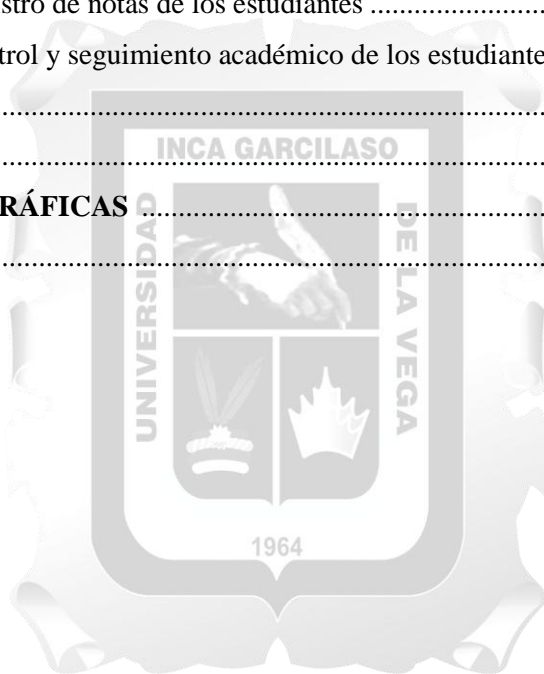 stro de notas de los estudiantes ..............................
trol y seguimiento académico de los estudiante
................................................................................
................................................................................
RÁFICAS ................................................................
................................................................................
INCA GARCILASO
UNIVERSIDAD
DE LA VEGA
1964